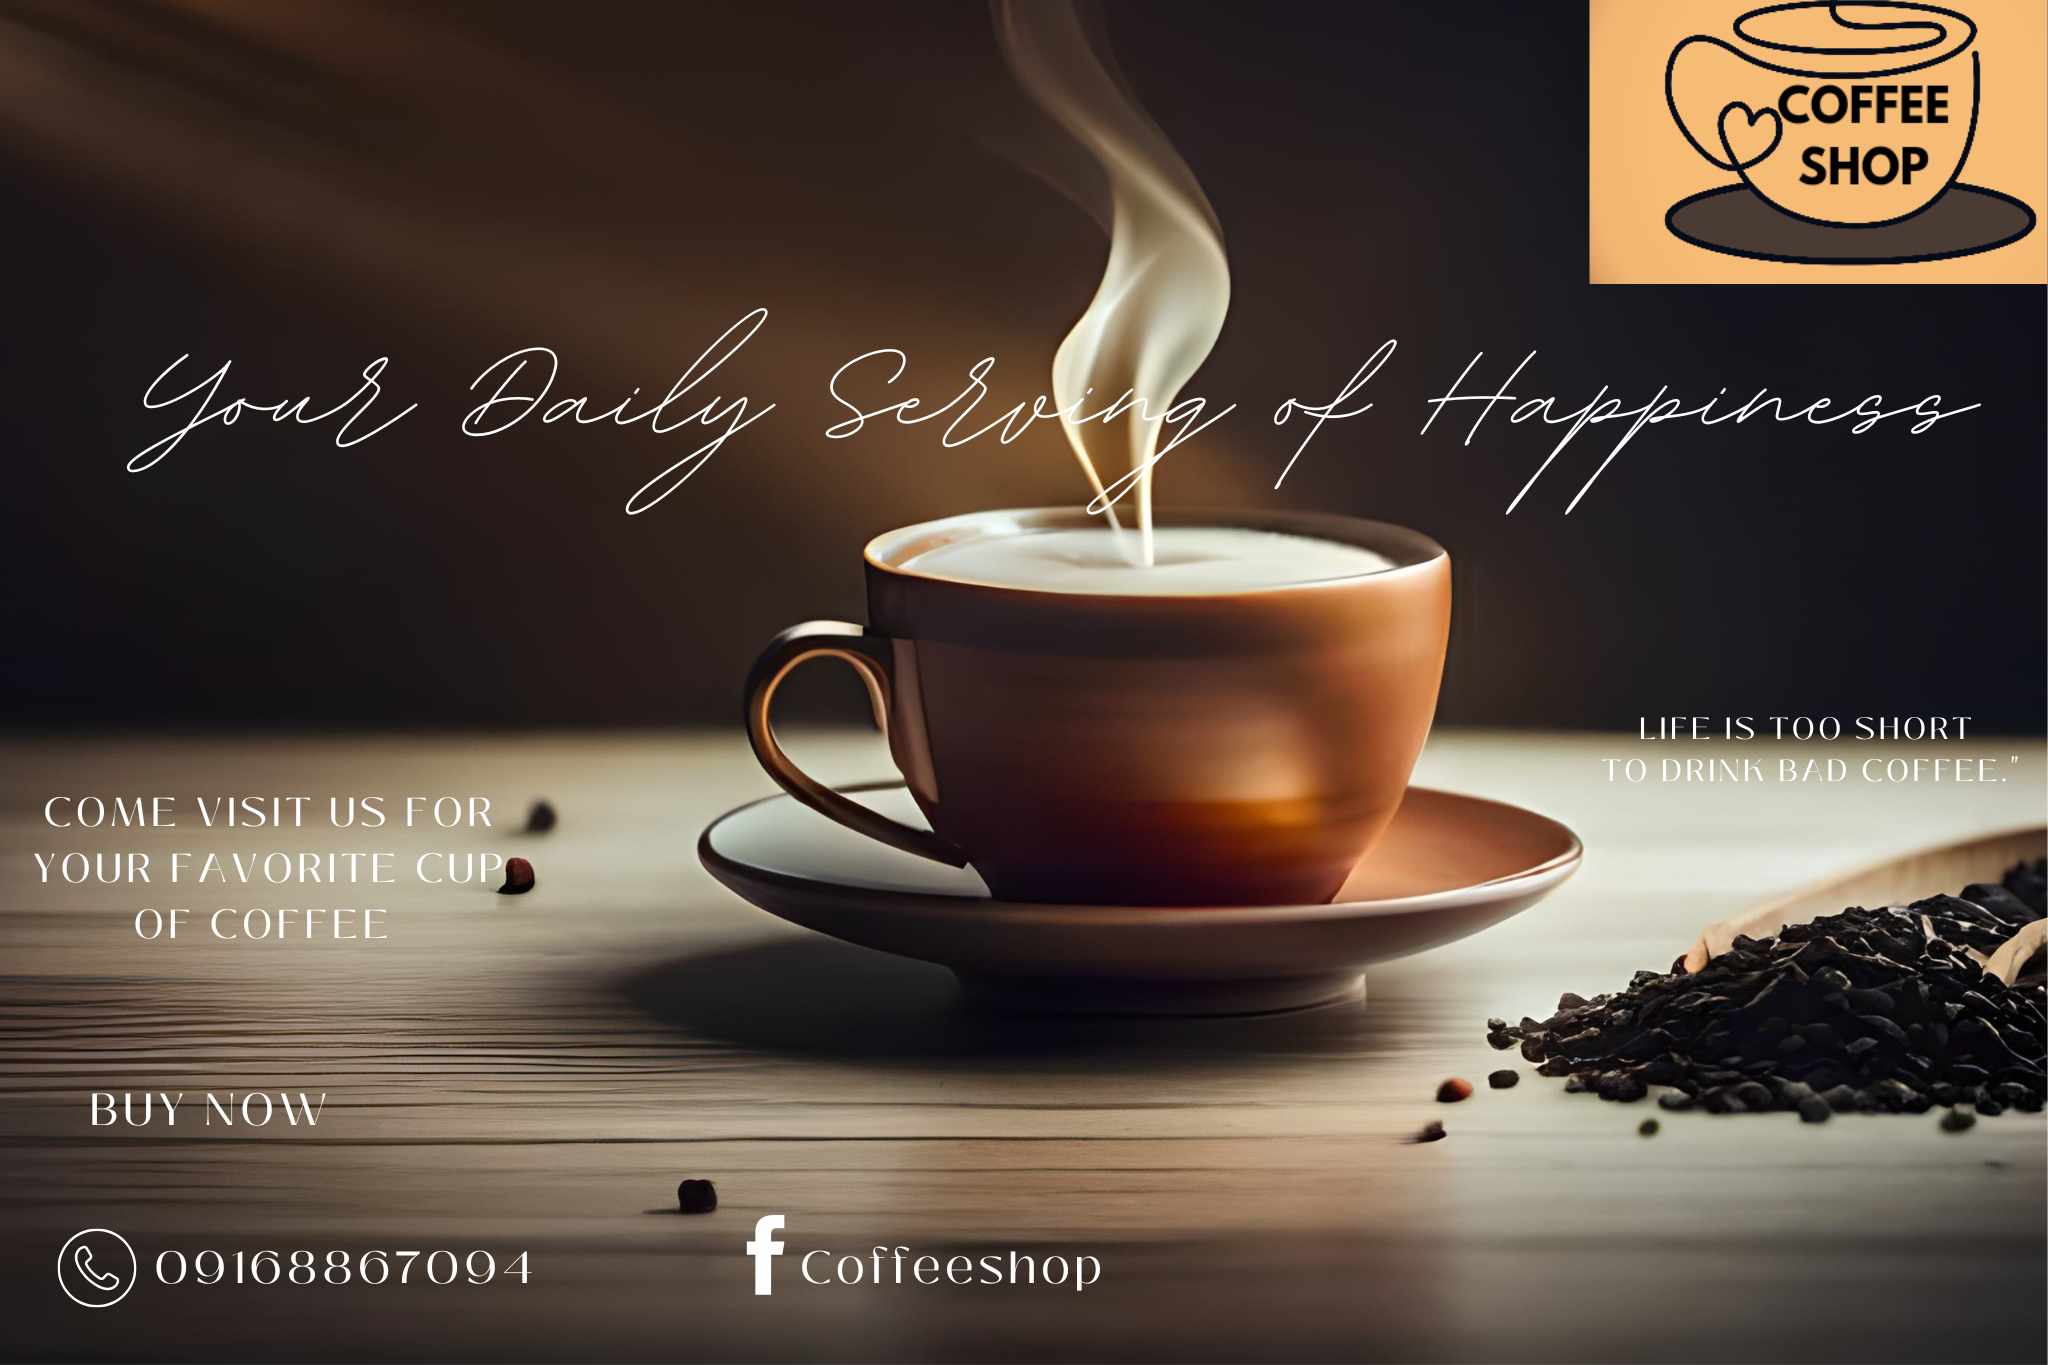 COFFEE
SHOP
Your Daily Serving of Happiness
LIFE IS TOO SHORT
TO DRINK BAD COFFEE."
COME VISIT US FOR
YOUR FAVORITE CUP
OF COFFEE
BUY NOW
09168867094
Coffeeshop